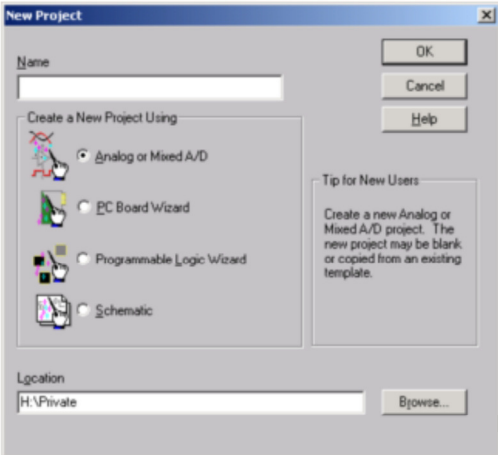 New Project
OK
Name
Cancel
Help
Create a New Project Using
Analog or Mixed A/D
PC Board Wizard
Programmable Logic Wizard
Schematic
Tip for New Users
Create a new Analog or
Mixed A/D project. The
new project may be blank
or copied from an existing
template.
Location
H:\Private
Browse...